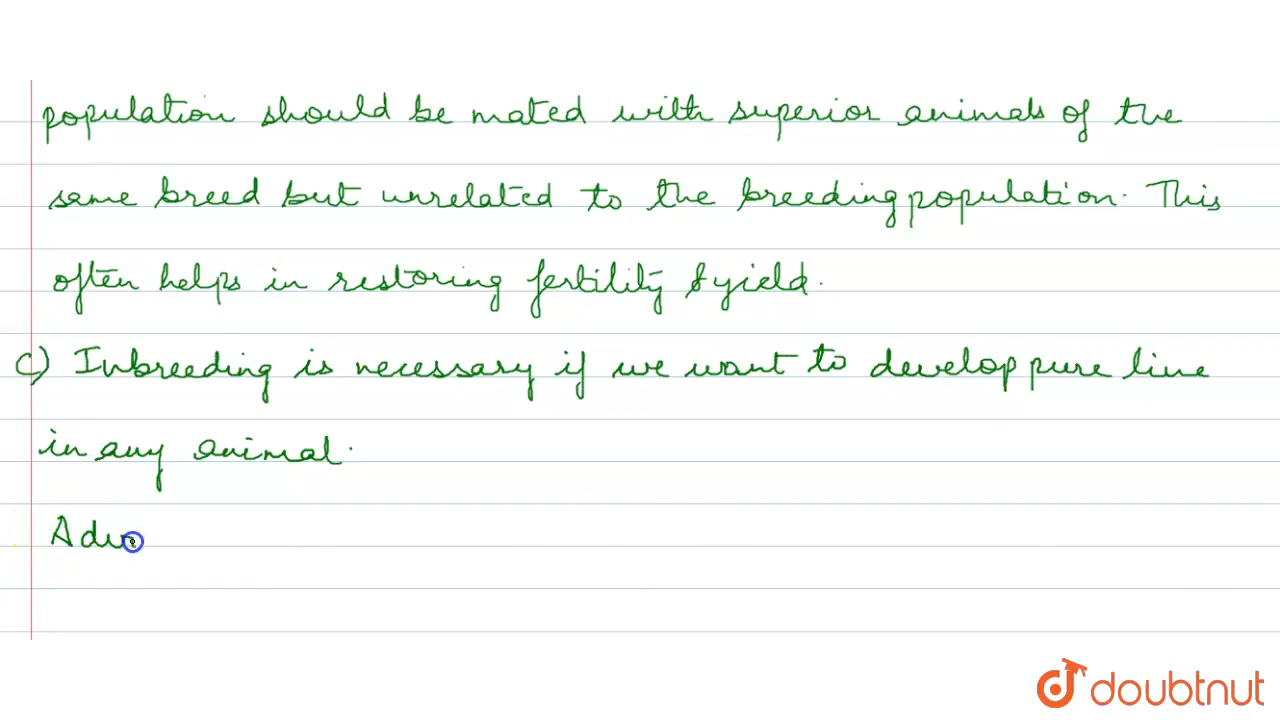 population should be mated with superior animals of the
same breed but unrelated to the breeding population. This
often helps in restoring fertility & yield.
C) Inbreeding is necessary if we want to develop pure line
in any animal.
Adv
doubtnut